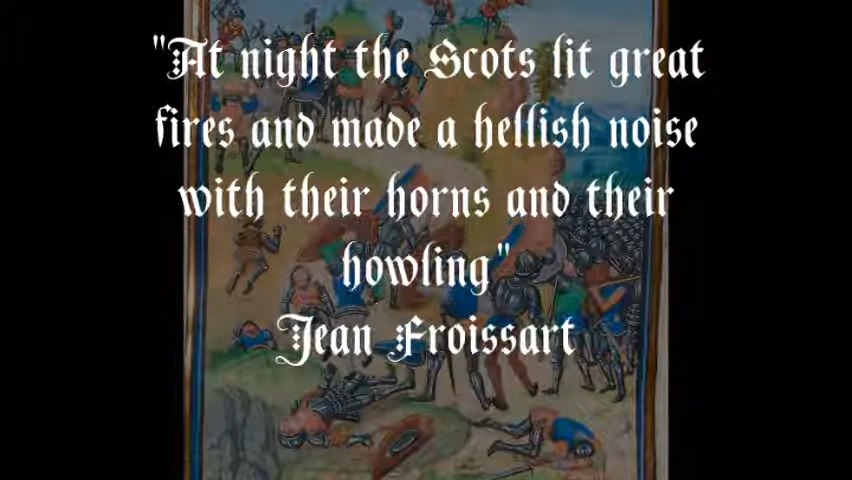 "At night the Scots lit great
fires and made a hellish noise
with their horns and their
howling"
Jean Froissart